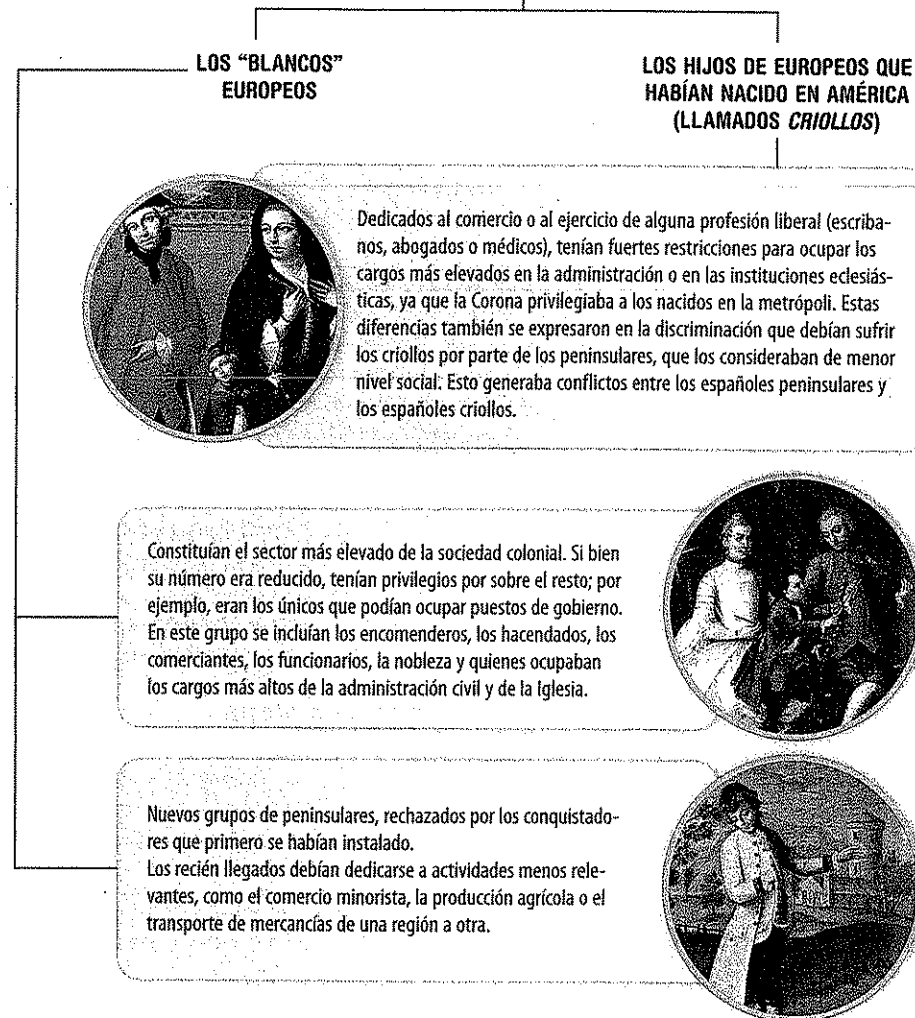 LOS “BLANCOS”
EUROPEOS
LOS HIJOS DE EUROPEOS QUE
HABÍAN NACIDO EN AMÉRICA
(LLAMADOS CRIOLLOS)
Dedicados al comercio o al ejercicio de alguna profesión liberal (escriba-
nos, abogados o médicos), tenían fuertes restricciones para ocupar los
cargos más elevados en la administración o en las instituciones eclesiás-
ticas, ya que la Corona privilegiaba a los nacidos en la metrópoli. Estas
diferencias también se expresaron en la discriminación que debían sufrir
los criollos por parte de los peninsulares, que los consideraban de menor
nivel social. Esto generaba conflictos entre los españoles peninsulares y
los españoles criollos.
Constituían el sector más elevado de la sociedad colonial. Si bien
su número era reducido, tenían privilegios por sobre el resto; por
ejemplo, eran los únicos que podían ocupar puestos de gobierno.
En este grupo se incluían los encomenderos, los hacendados, los
comerciantes, los funcionarios, la nobleza y quienes ocupaban
los cargos más altos de la administración civil y de la Iglesia.
Nuevos grupos de peninsulares, rechazados por los conquistado-
res que primero se habían instalado.
Los recién llegados debían dedicarse a actividades menos rele-
vantes, como el comercio minorista, la producción agrícola o el
transporte de mercancías de una región a otra.